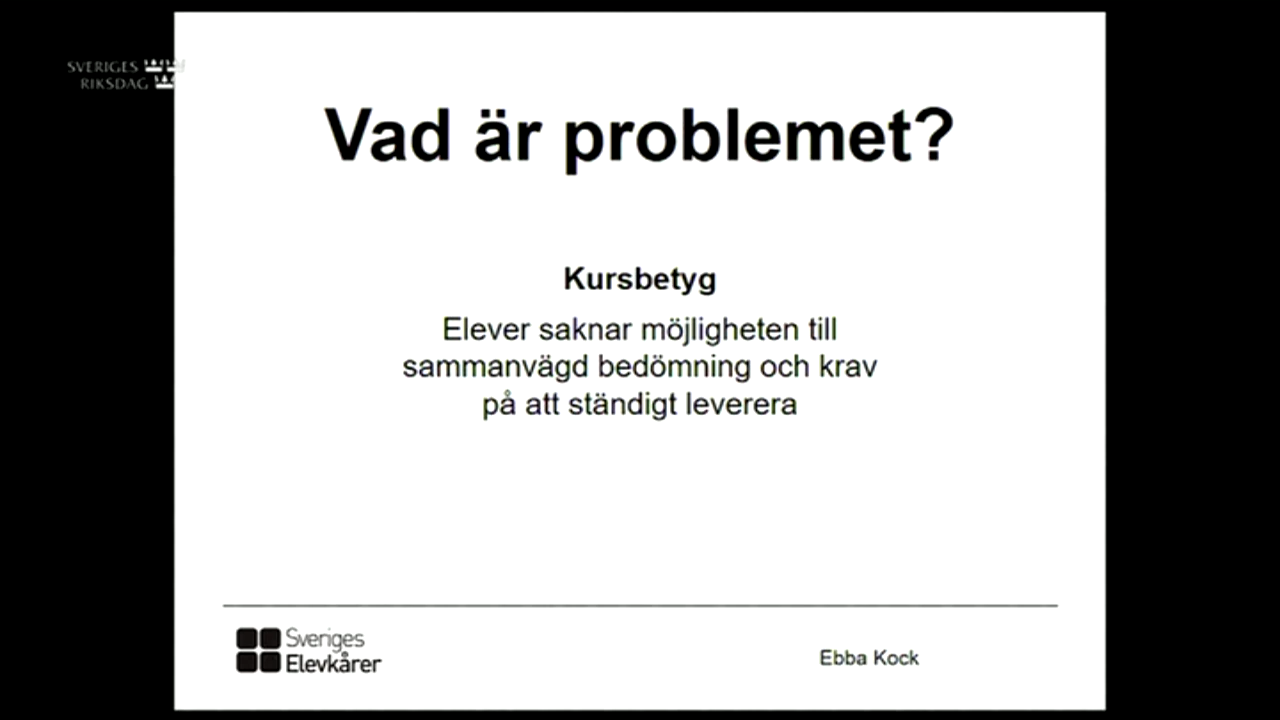 SVERIGES
RIKSDAG
Vad är problemet?
Kursbetyg
Elever saknar möjligheten till
sammanvägd bedömning och krav
på att ständigt leverera
Sveriges
Elevkårer
Ebba Kock